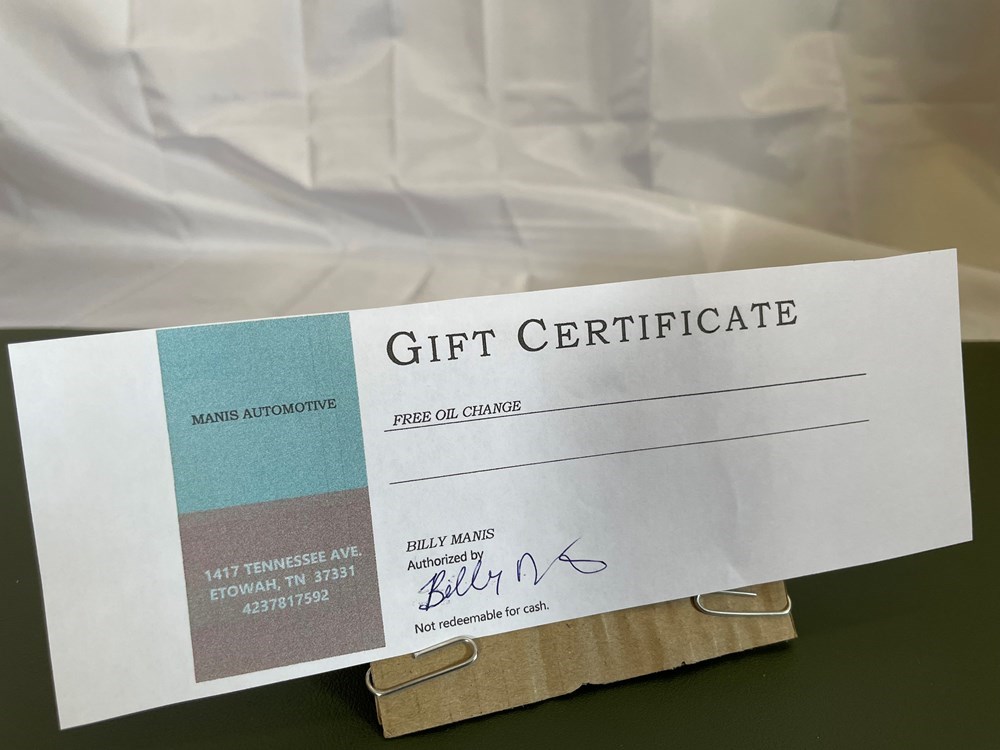 MANIS AUTOMOTIVE
1417 TENNESSEE AVE.
ETOWAH, TN 37331
4237817592
GIFT CERTIFICATE
FREE OIL CHANGE
BILLY MANIS
Authorized by
Billy
Not redeemable for cash.